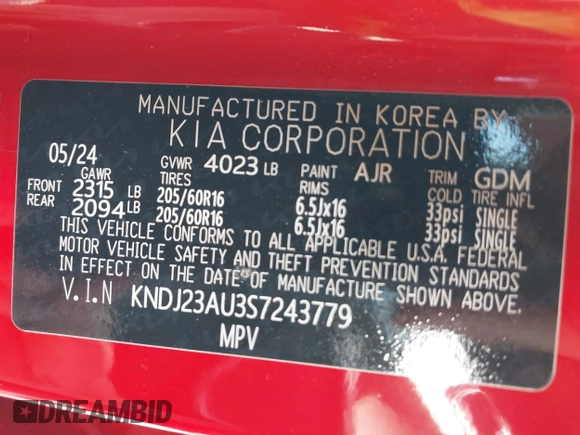 MANUFACTURED IN KOREA BY
KIA CORPORATION
05/24 GVWR 4023 LB PAINT AJR TRIM GDM
GAWR TIRES RIMS COLD TIRE INFL
FRONT 2315 LB 205/60R16 6.5Jx16 33psi SINGLE
REAR 2094 LB 205/60R16 6.5Jx16 33psi SINGLE
THIS VEHICLE CONFORMS TO ALL APPLICABLE U.S.A. FEDERAL
MOTOR VEHICLE SAFETY AND THEFT PREVENTION STANDARDS
IN EFFECT ON THE DATE OF MANUFACTURE SHOWN ABOVE.
V.I.N KNDJ23AU3S7243779
MPV
DREAMBID